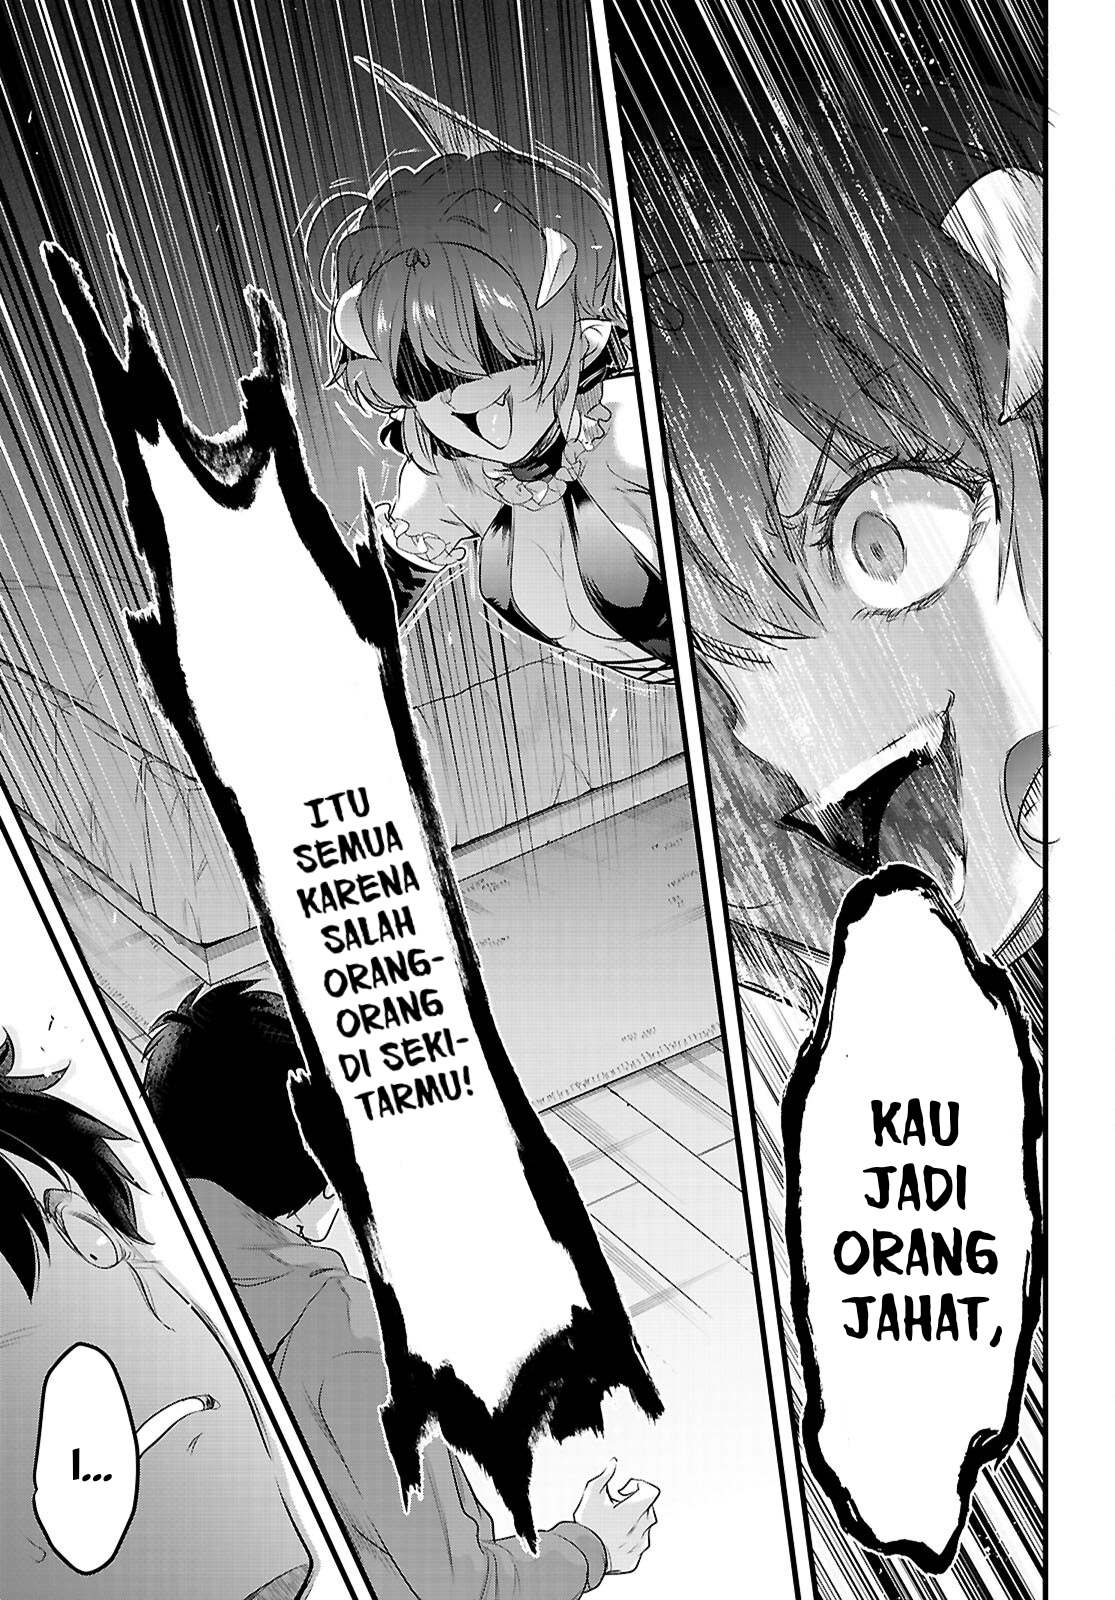 KAU
JADI
ORANG
JAHAT,
ITU
SEMUA
KARENA
SALAH
ORANG-
ORANG
DI SEKI-
TARMU!
I...